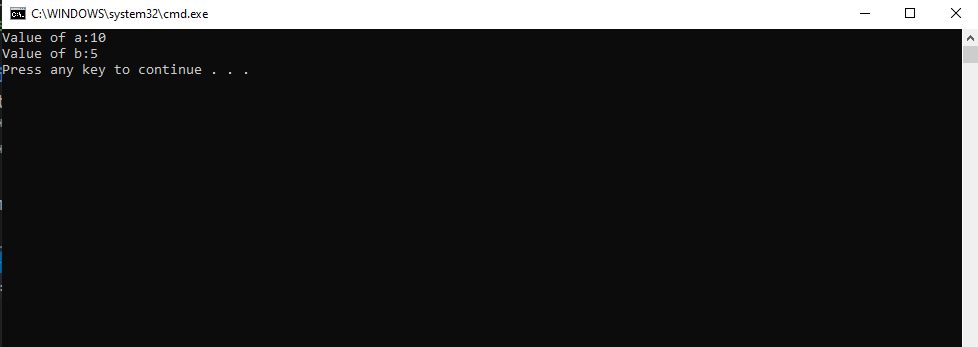 C:\WINDOWS\system32\cmd.exe
Value of a:10
Value of b:5
Press any key to continue . . .